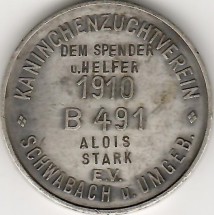 KANINCHENZUCHTVEREIN
DEM SPENDER
u. HELFER
1910
B 491
ALOIS
STARK
E.V.
SCHWABACH u. UMGEB.